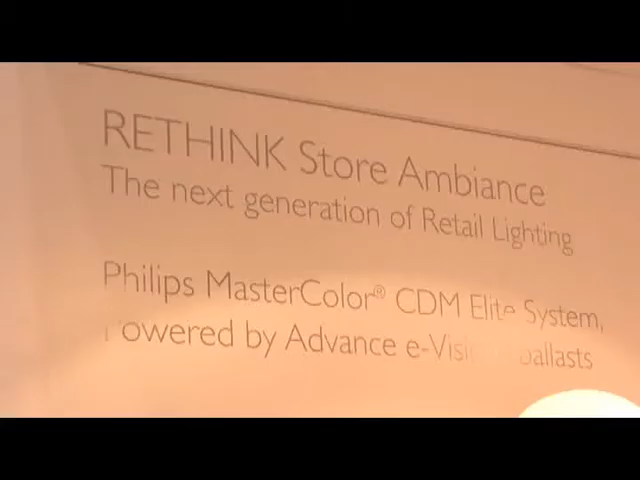 RETHINK Store Ambiance
The next generation of Retail Lighting
Philips MasterColor® CDM Elite System,
Powered by Advance ballasts